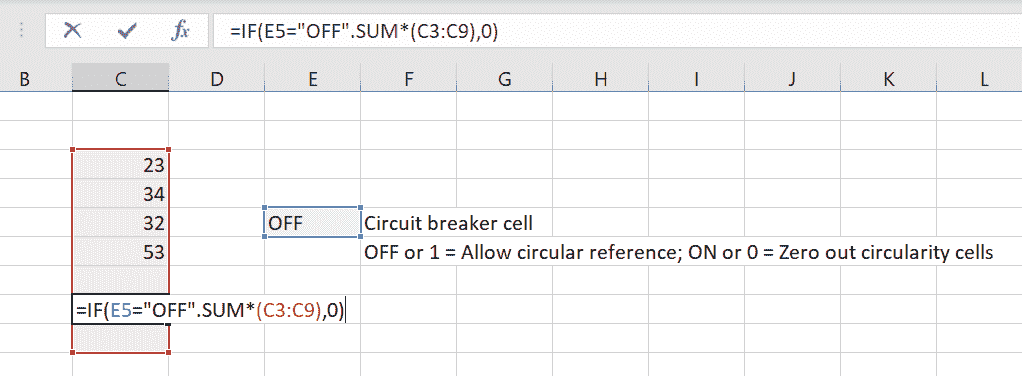 fx =IF(E5="OFF".SUM*(C3:C9),0)
B C D E F G H I J K L
23
34
32 OFF Circuit breaker cell
53 OFF or 1 = Allow circular reference; ON or 0 = Zero out circularity cells
=IF(E5="OFF".SUM*(C3:C9),0)